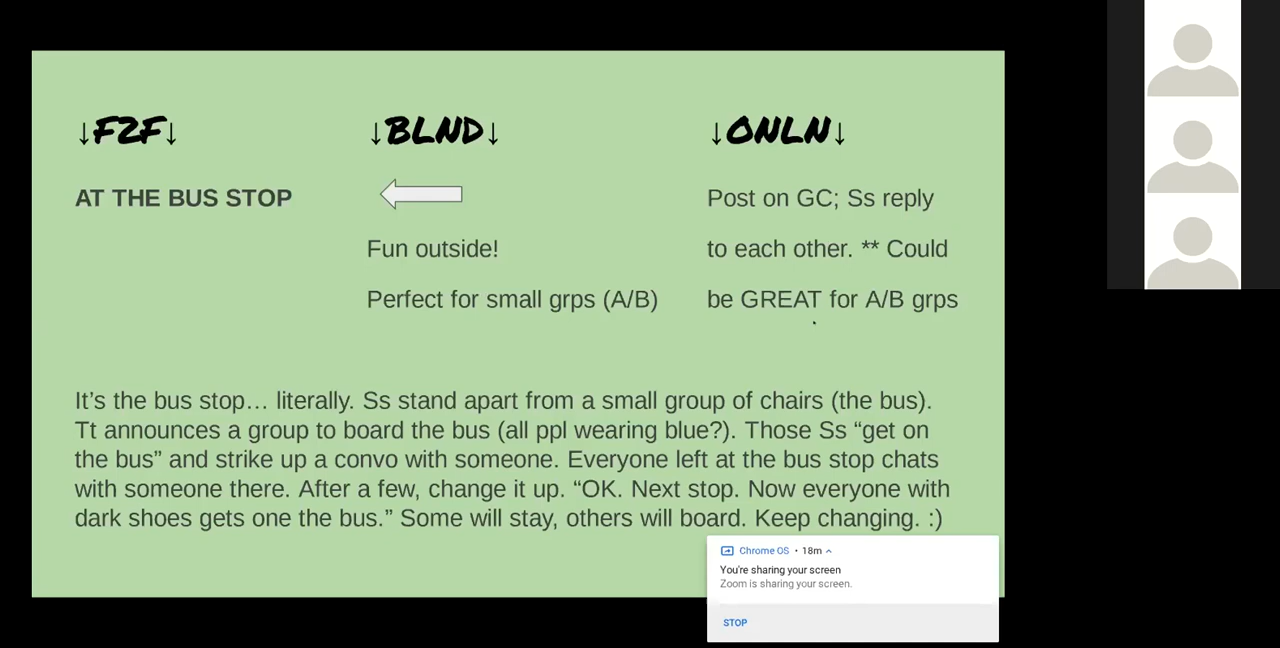 ↓F2F↓ ↓BLND↓ ↓ONLN↓
AT THE BUS STOP
Fun outside!
Perfect for small grps (A/B)
Post on GC; Ss reply
to each other. ** Could
be GREAT for A/B grps
It’s the bus stop… literally. Ss stand apart from a small group of chairs (the bus).
Tt announces a group to board the bus (all ppl wearing blue?). Those Ss “get on
the bus” and strike up a convo with someone. Everyone left at the bus stop chats
with someone there. After a few, change it up. “OK. Next stop. Now everyone with
dark shoes gets one the bus.” Some will stay, others will board. Keep changing. :)
Chrome OS • 18m
You're sharing your screen
Zoom is sharing your screen.
STOP